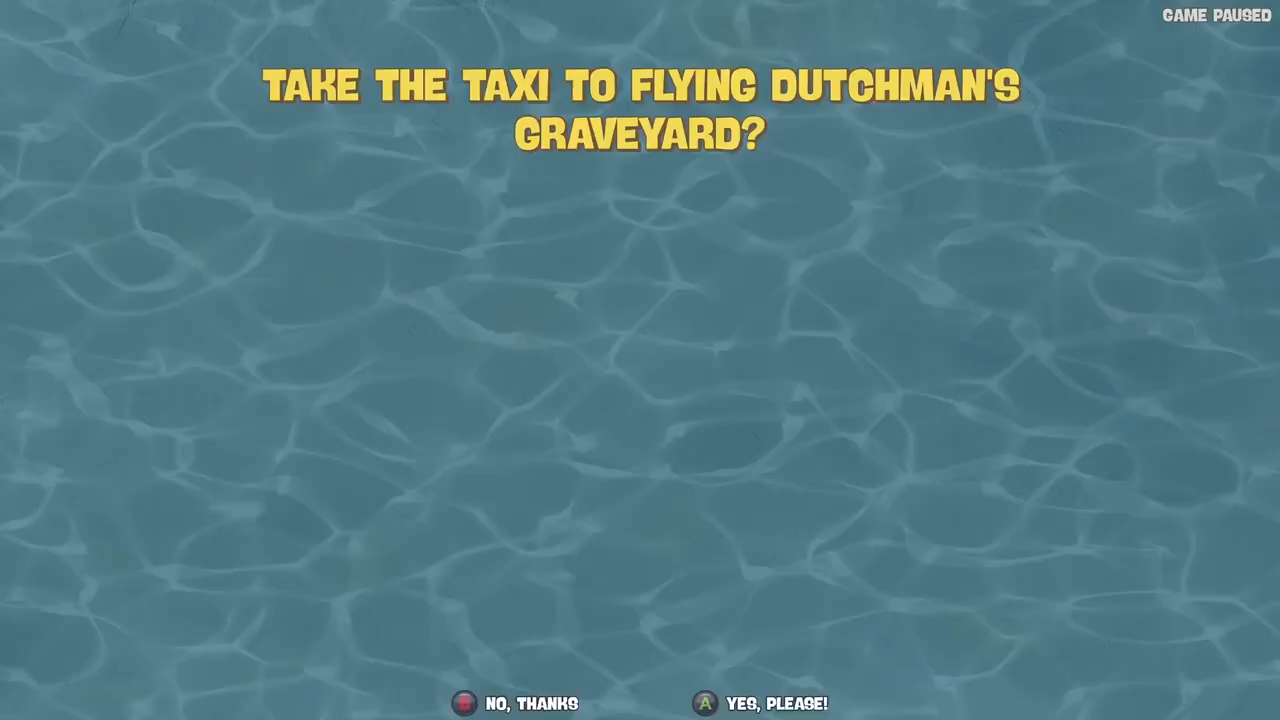 GAME PAUSED
TAKE THE TAXI TO FLYING DUTCHMAN'S
GRAVEYARD?
B NO, THANKS
A YES, PLEASE!